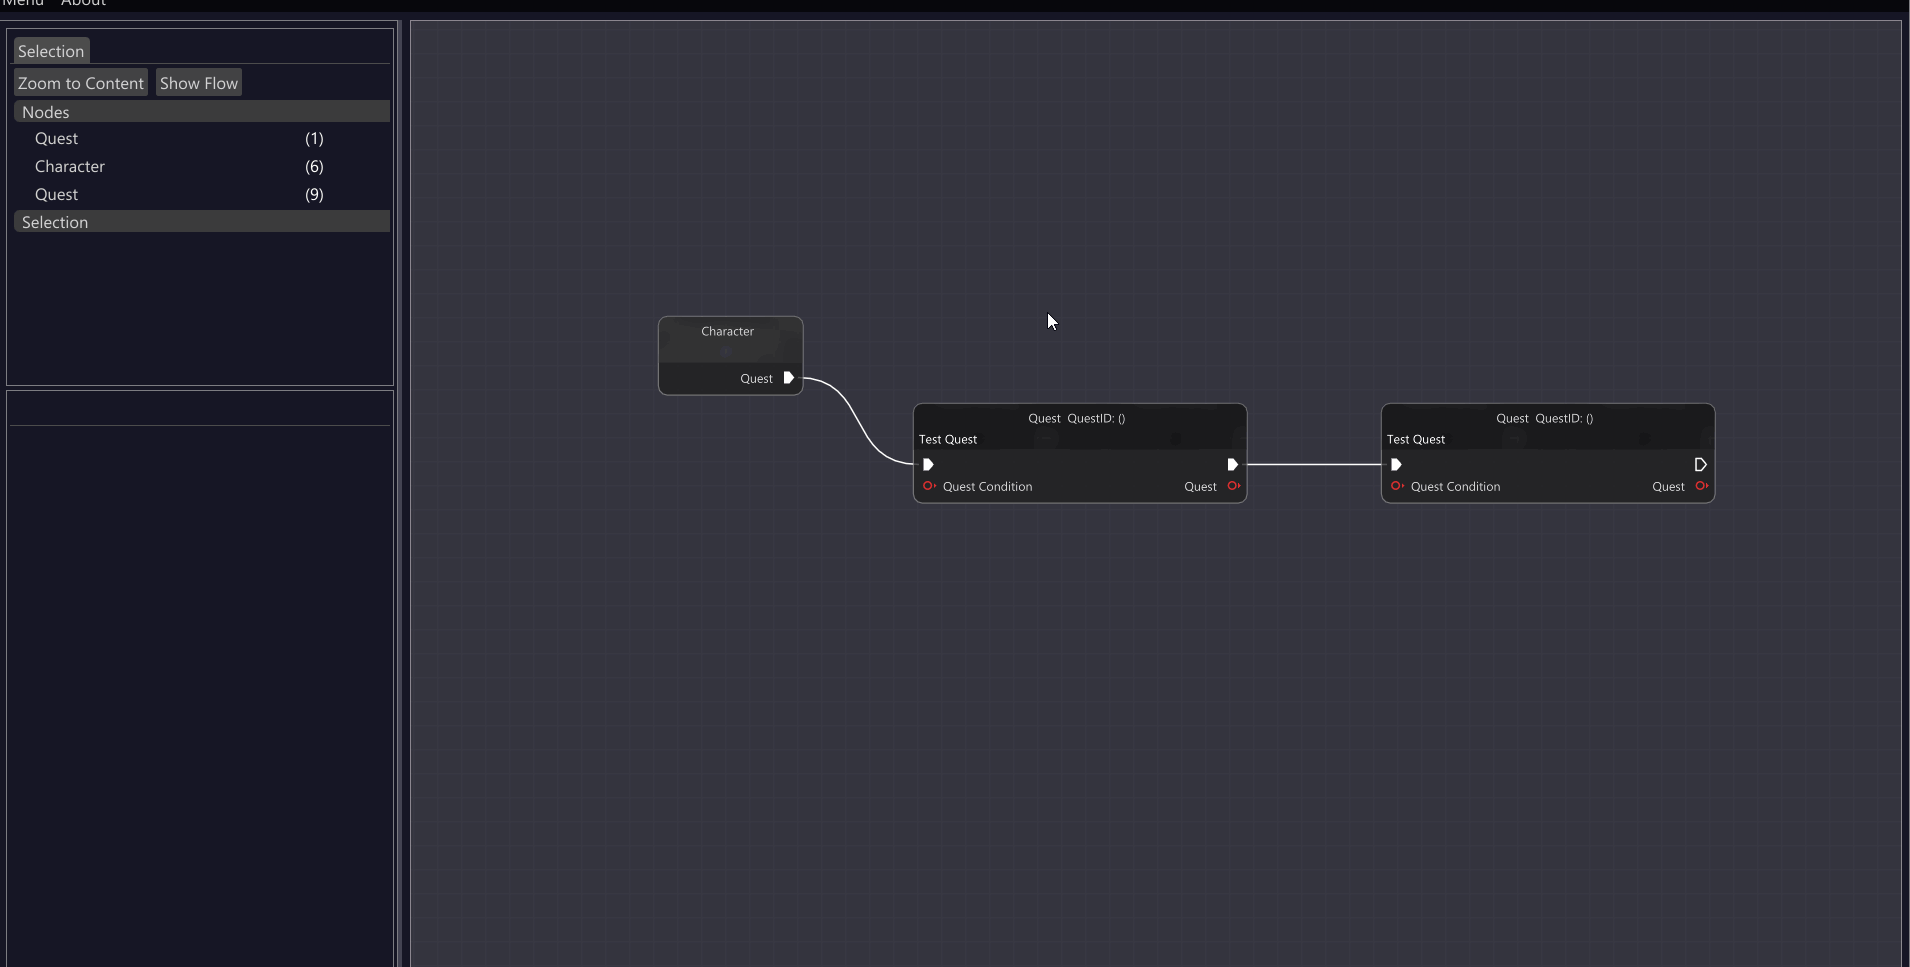 Menu About
Selection
Zoom to Content Show Flow
Nodes
Quest (1)
Character (6)
Quest (9)
Selection
Character
Quest
Quest QuestID: ()
Test Quest
Quest Condition Quest
Quest QuestID: ()
Test Quest
Quest Condition Quest